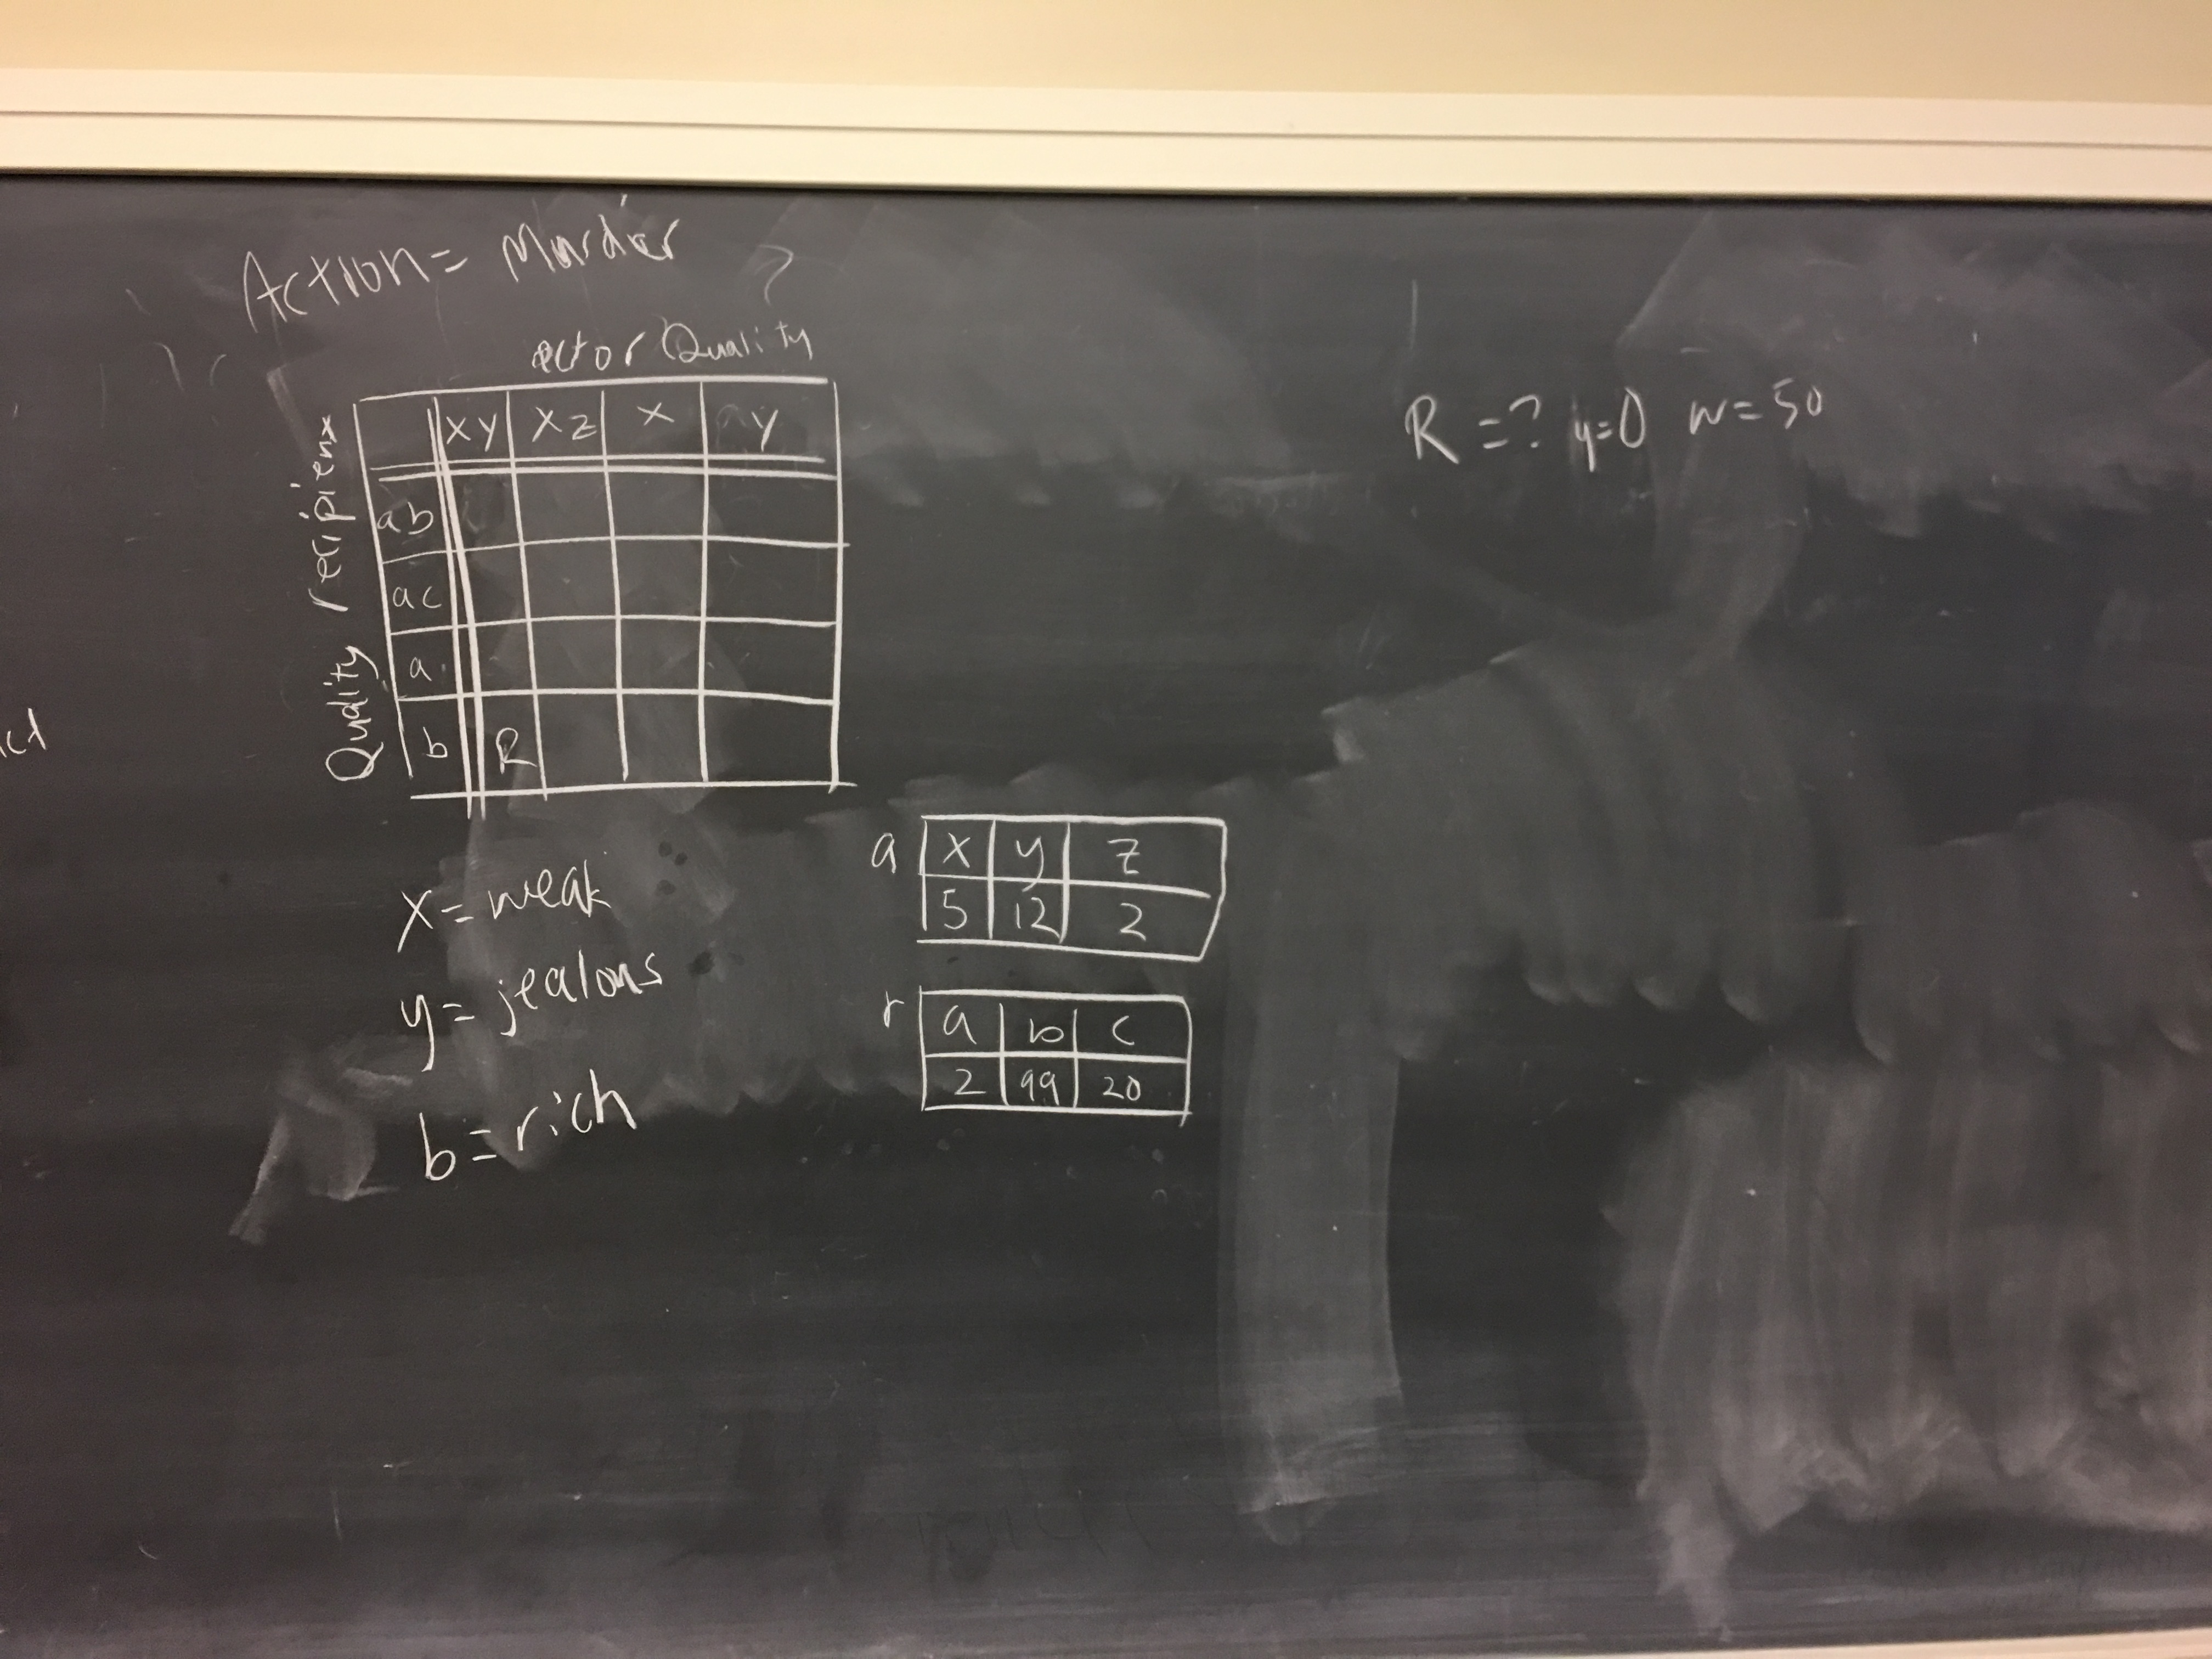 Action = Murder
actor Quality
Quality recipient
XY XZ X Y
ab
ac
a
b R
R =? y=0 w=50
x= weak
y= jealous
b= rich
a x y z
5 12 2
r a b c
2 99 20